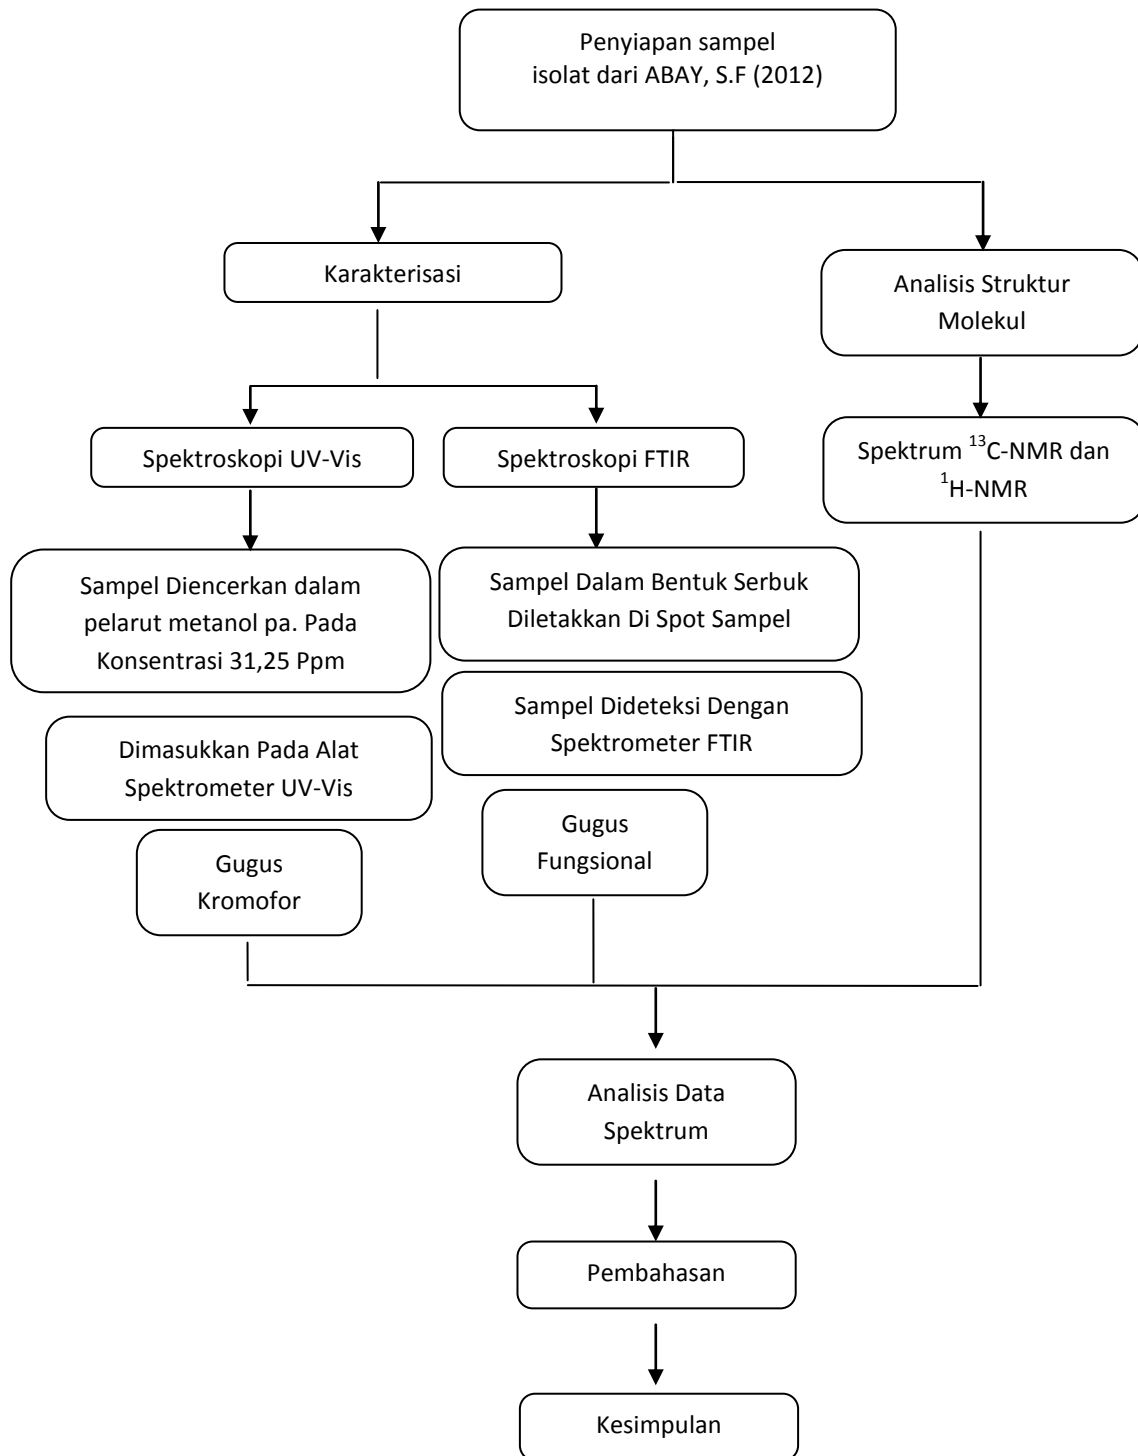 Penyiapan sampel
isolat dari ABAY, S.F (2012)
Karakterisasi
Analisis Struktur
Molekul
Spektroskopi UV-Vis
Spektroskopi FTIR
Spektrum ¹³C-NMR dan
¹H-NMR
Sampel Diencerkan dalam
pelarut metanol pa. Pada
Konsentrasi 31,25 Ppm
Sampel Dalam Bentuk Serbuk
Diletakkan Di Spot Sampel
Dimasukkan Pada Alat
Spektrometer UV-Vis
Sampel Dideteksi Dengan
Spektrometer FTIR
Gugus
Kromofor
Gugus
Fungsional
Analisis Data
Spektrum
Pembahasan
Kesimpulan